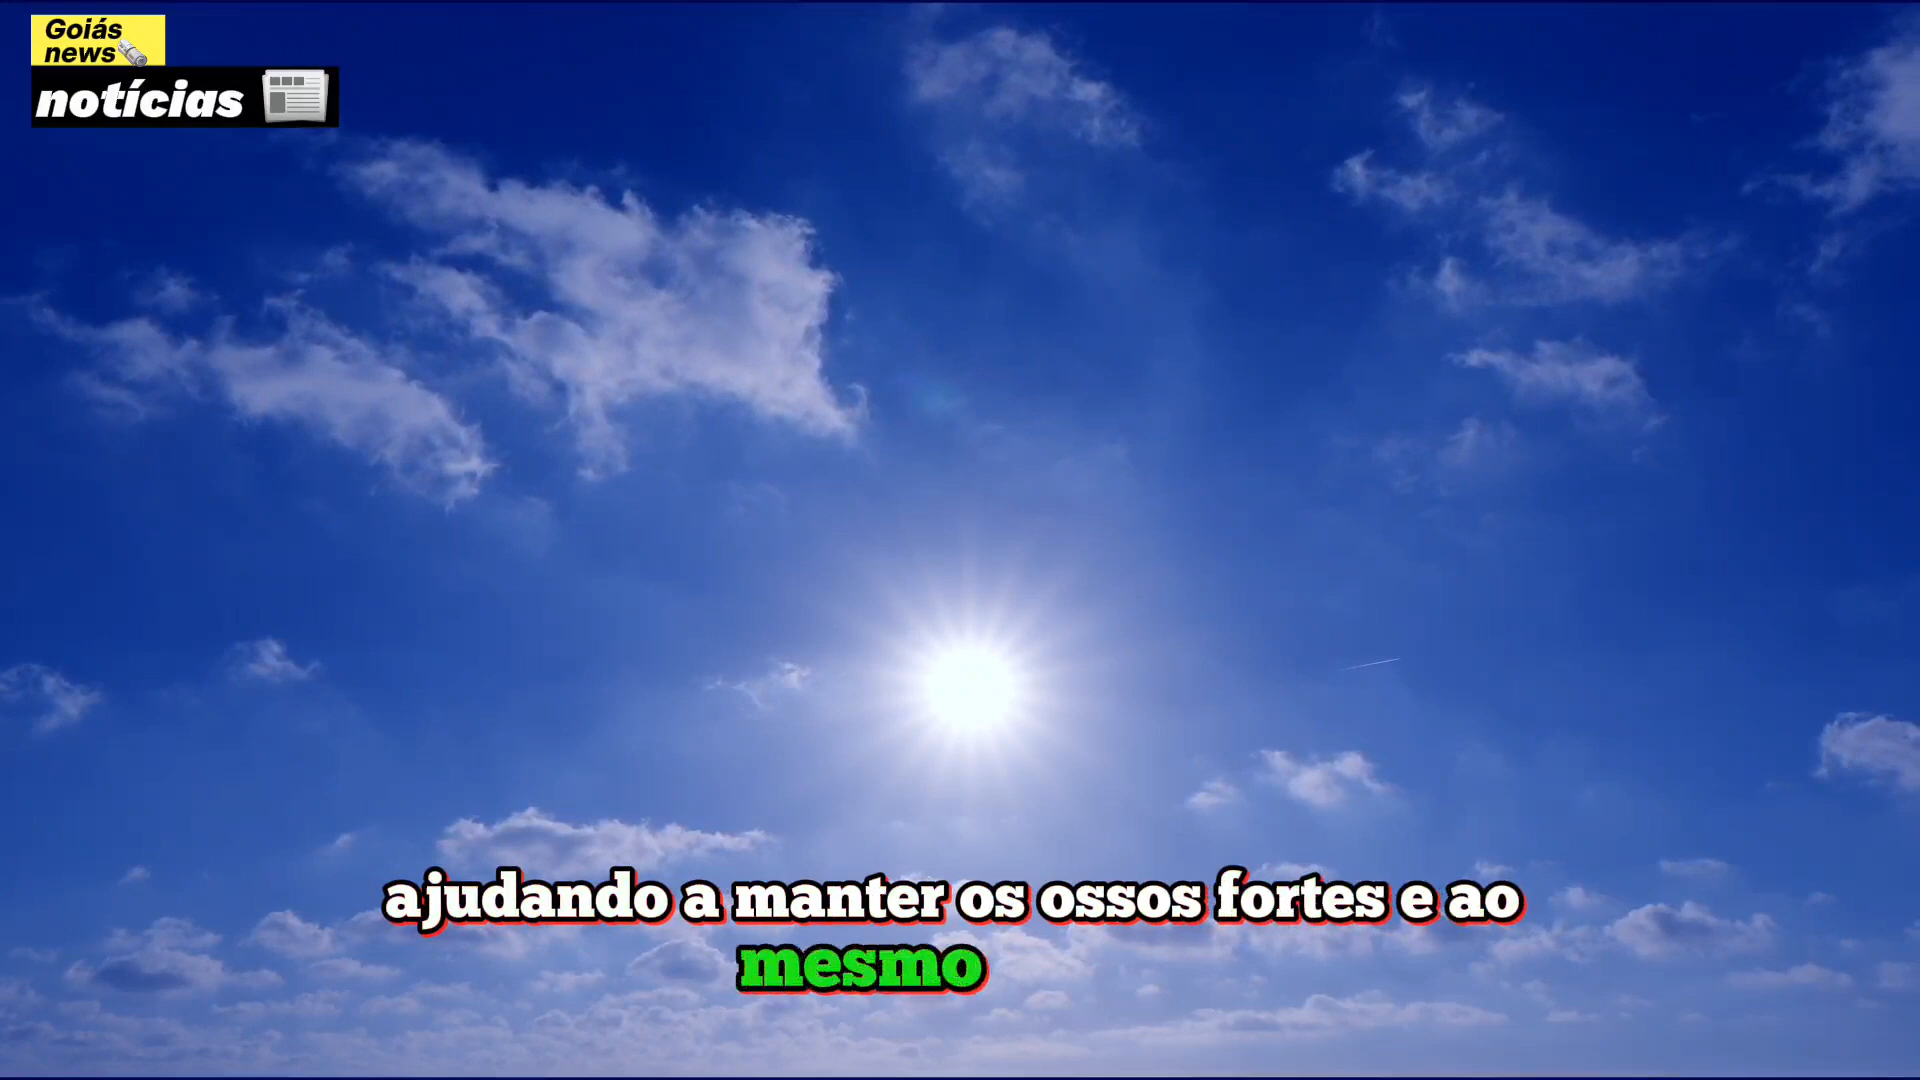 Goiás
news
notícias
ajudando a manter os ossos fortes e ao
mesmo